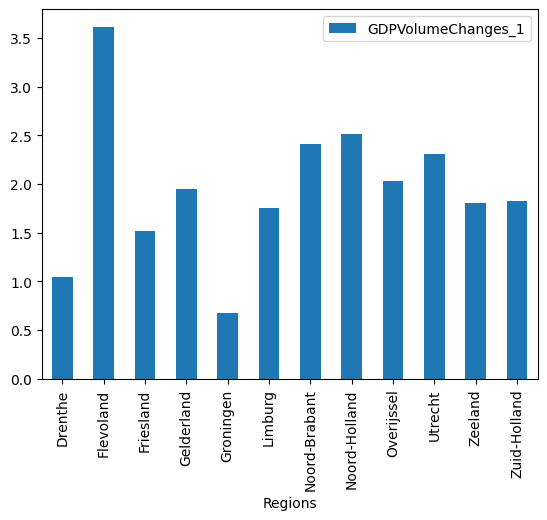 GDPVolumeChanges_1
3.5
3.0
2.5
2.0
1.5
1.0
0.5
0.0
Drenthe
Flevoland
Friesland
Gelderland
Groningen
Limburg
Noord-Brabant
Noord-Holland
Overijssel
Utrecht
Zeeland
Zuid-Holland
Regions